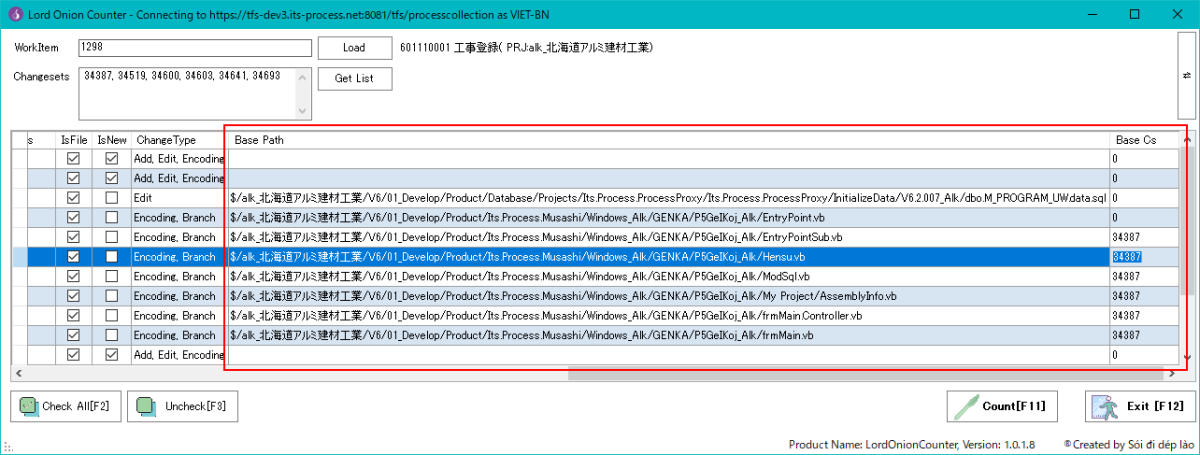 Lord Onion Counter - Connecting to https://tfs-dev3.its-process.net:8081/tfs/processcollection as VIET-BN
WorkItem 1298 Load 601110001 工事登録( PRJ:alk_北海道アルミ建材工業)
Changesets 34387, 34519, 34600, 34603, 34641, 34693 Get List
s IsFile IsNew ChangeType Base Path Base Cs
Add, Edit, Encoding 0
Add, Edit, Encoding 0
Edit $/alk_北海道アルミ建材工業/V6/01_Develop/Product/Database/Projects/Its.Process.ProcessProxy/Its.Process.ProcessProxy/InitializeData/V6.2.007_Alk/dbo.M_PROGRAM_UW.data.sql 0
Encoding, Branch $/alk_北海道アルミ建材工業/V6/01_Develop/Product/Its.Process.Musashi/Windows_Alk/GENKA/P5GeIKoj_Alk/EntryPoint.vb 0
Encoding, Branch $/alk_北海道アルミ建材工業/V6/01_Develop/Product/Its.Process.Musashi/Windows_Alk/GENKA/P5GeIKoj_Alk/EntryPointSub.vb 34387
Encoding, Branch $/alk_北海道アルミ建材工業/V6/01_Develop/Product/Its.Process.Musashi/Windows_Alk/GENKA/P5GeIKoj_Alk/Hensu.vb 34387
Encoding, Branch $/alk_北海道アルミ建材工業/V6/01_Develop/Product/Its.Process.Musashi/Windows_Alk/GENKA/P5GeIKoj_Alk/ModSql.vb 34387
Encoding, Branch $/alk_北海道アルミ建材工業/V6/01_Develop/Product/Its.Process.Musashi/Windows_Alk/GENKA/P5GeIKoj_Alk/My Project/AssemblyInfo.vb 34387
Encoding, Branch $/alk_北海道アルミ建材工業/V6/01_Develop/Product/Its.Process.Musashi/Windows_Alk/GENKA/P5GeIKoj_Alk/frmMain.Controller.vb 34387
Encoding, Branch $/alk_北海道アルミ建材工業/V6/01_Develop/Product/Its.Process.Musashi/Windows_Alk/GENKA/P5GeIKoj_Alk/frmMain.vb 34387
Add, Edit, Encoding 0
Check All[F2] Uncheck[F3] Count[F11] Exit [F12]
Product Name: LordOnionCounter, Version: 1.0.1.8 ® Created by Sói đi dép lào